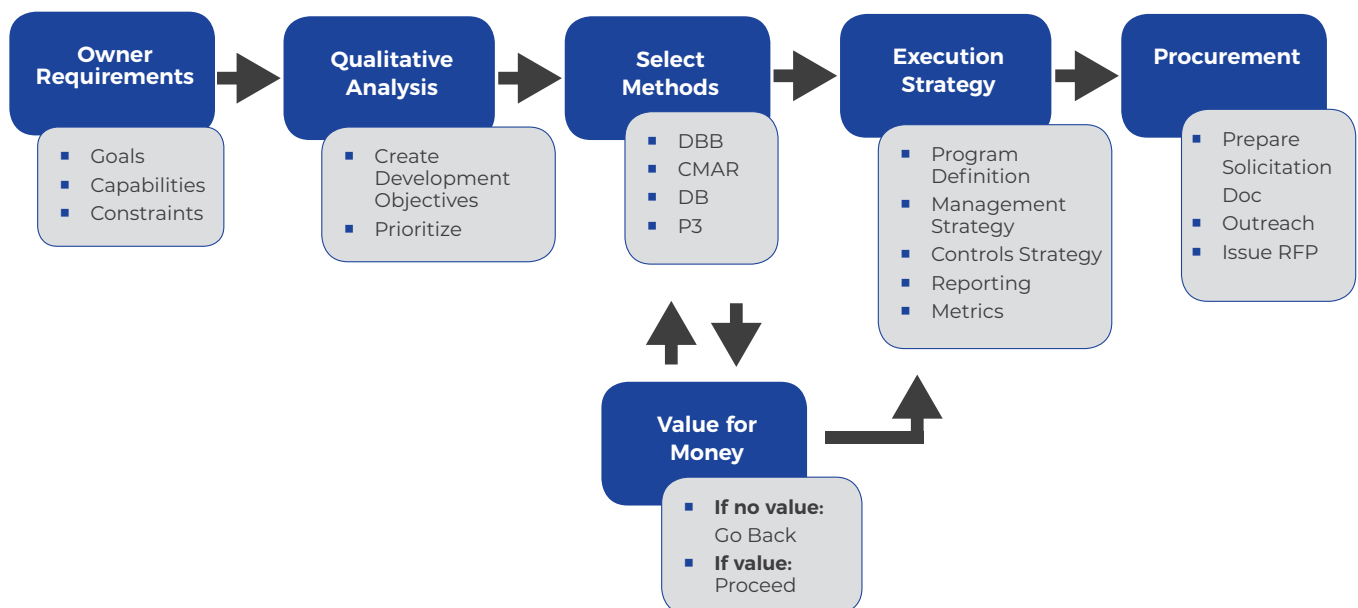 Owner
Requirements
Goals
Capabilities
Constraints
Qualitative
Analysis
Create
Development
Objectives
Prioritize
Select
Methods
DBB
CMAR
DB
P3
Execution
Strategy
Program
Definition
Management
Strategy
Controls Strategy
Reporting
Metrics
Procurement
Prepare
Solicitation
Doc
Outreach
Issue RFP
Value for
Money
If no value:
Go Back
If value:
Proceed